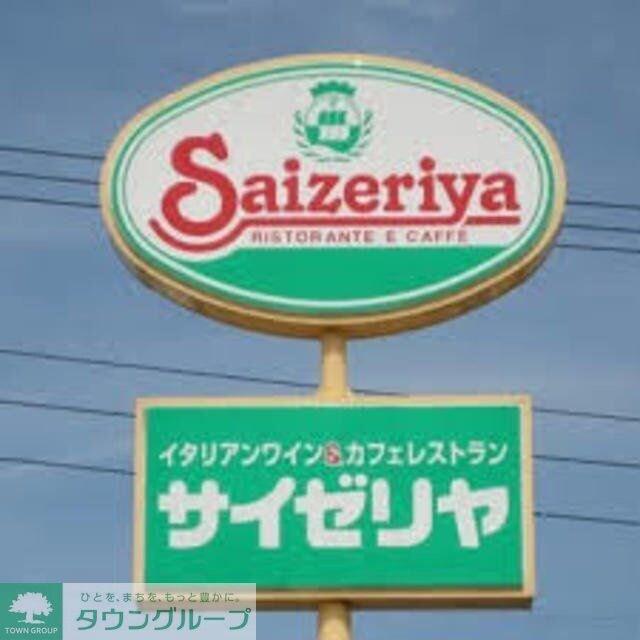 Saizeriya
RISTORANTE E CAFFÈ
イタリアンワイン&カフェレストラン
サイゼリヤ
ひとを、まちを、もっと豊かに。
TOWN GROUP
タウングループ